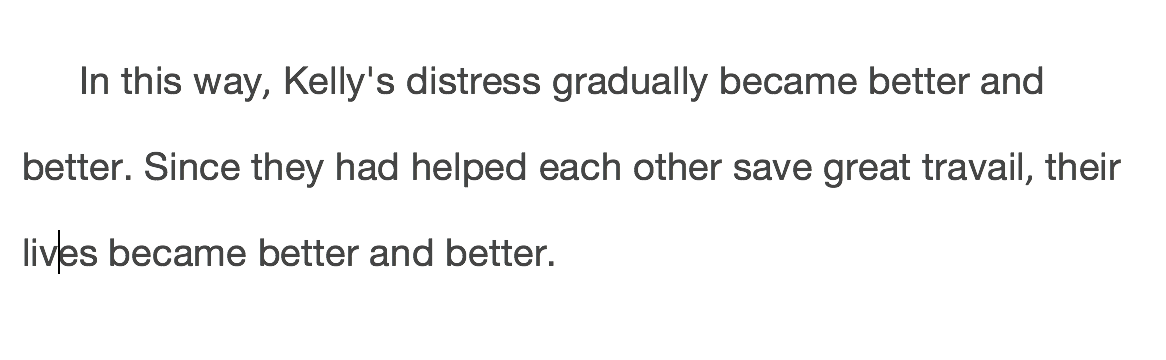 In this way, Kelly's distress gradually became better and
better. Since they had helped each other save great travail, their
lives became better and better.